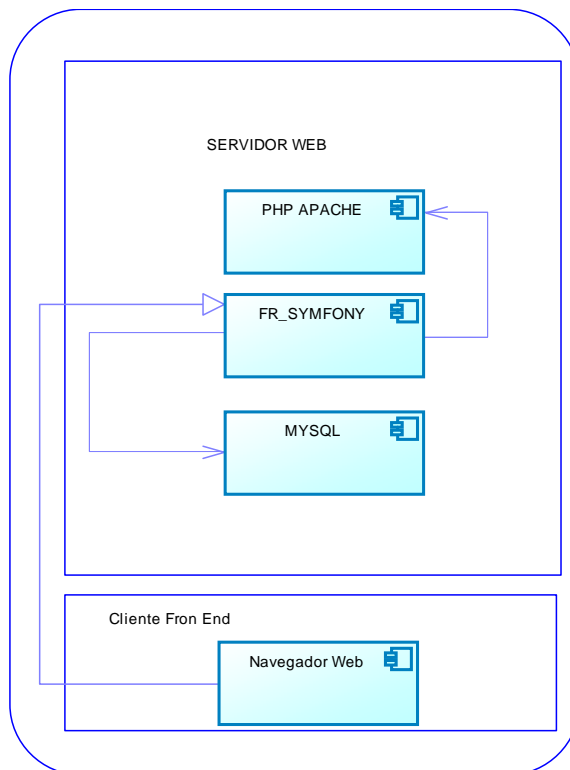 SERVIDOR WEB
PHP APACHE
FR_SYMFONY
MYSQL
Cliente Fron End
Navegador Web